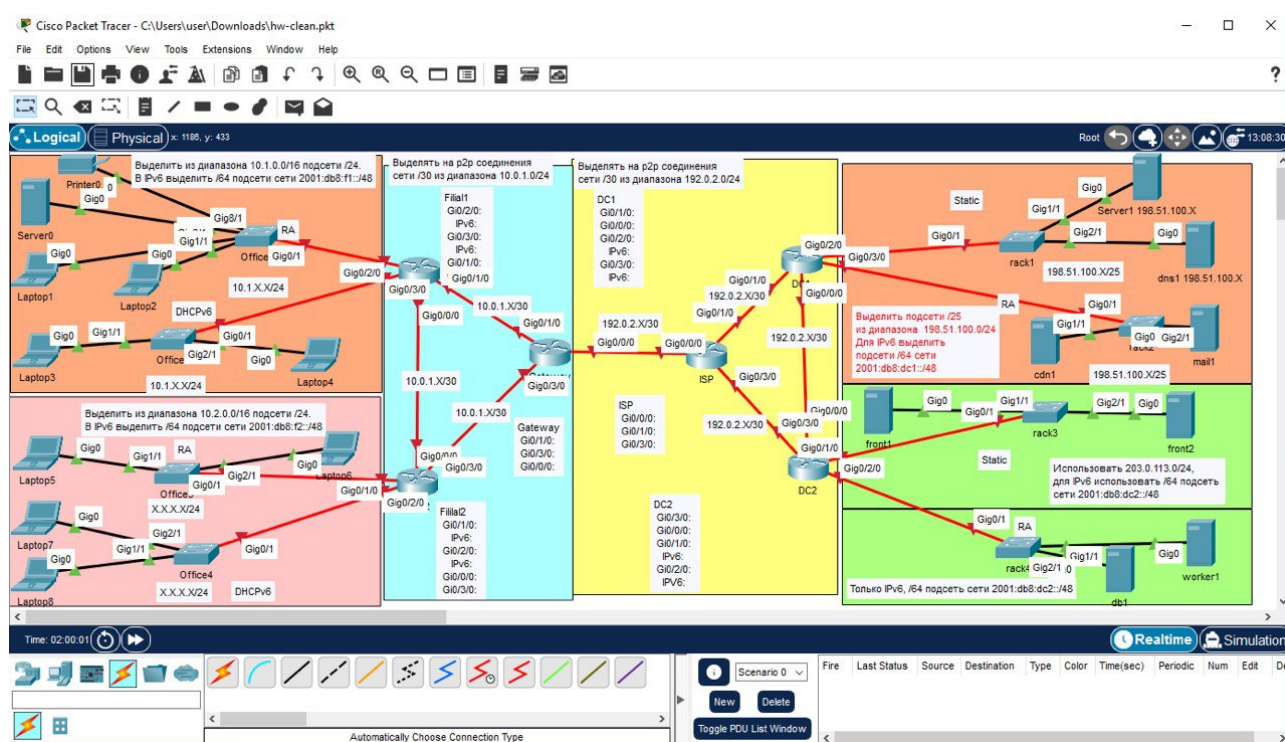 Cisco Packet Tracer - C:\Users\user\Downloads\hw-clean.pkt
File Edit Options View Tools Extensions Window Help
?
Logical Physical x: 1186, y: 433 Root 13:08:30
Выделить из диапазона 10.1.0.0/16 подсети /24.
В IPv6 выделить /64 подсети сети 2001:db8:f1::/48
Printer0
0
Gig0
Server0
Gig8/1
Gig1/1
RA
Gig0
Gig0
Office
Gig0/1
Laptop1
Laptop2
10.1.X.X/24
DHCPv6
Gig0
Gig1/1
Gig0/1
Office
Gig2/1
Gig0
Laptop3
Laptop4
10.1.X.X/24
Выделить из диапазона 10.2.0.0/16 подсети /24.
В IPv6 выделить /64 подсети сети 2001:db8:f2::/48
Gig0
Gig1/1
RA
Gig0
Laptop5
Laptop6
Gig2/1
Gig0/1
X.X.X.X/24
Gig0
Gig2/1
Laptop7
Gig0
Gig1/1
Gig0/1
Office4
Laptop8
X.X.X.X/24
DHCPv6
Выделять на p2p соединения
сети /30 из диапазона 10.0.1.0/24
Filial1
Gi0/2/0:
IPv6:
Gi0/3/0:
IPv6:
Gi0/1/0:
Gig0/2/0
Gig0/1/0
Gig0/3/0
Gig0/0/0
10.0.1.X/30
Gig0/1/0
Gateway
Gig0/0/0
10.0.1.X/30
Gig0/3/0
10.0.1.X/30
Gateway
Gi0/1/0:
Gi0/3/0:
Gi0/0/0:
Gig0/0/0
Gig0/3/0
Gig0/1/0
Gig0/2/0
Fililal2
Gi0/1/0:
IPv6:
Gi0/2/0:
IPv6:
Gi0/0/0:
Gi0/3/0:
Выделять на p2p соединения
сети /30 из диапазона 192.0.2.0/24
DC1
Gi0/1/0:
Gi0/0/0:
Gi0/2/0:
IPv6:
Gi0/3/0:
IPv6:
192.0.2.X/30
Gig0/0/0
ISP
Gig0/1/0
192.0.2.X/30
Gig0/1/0
Gig0/2/0
Gig0/3/0
DC1
Gig0/0/0
192.0.2.X/30
Gig0/3/0
ISP
Gi0/0/0:
Gi0/1/0:
Gi0/3/0:
192.0.2.X/30
Gig0/0/0
Gig0/3/0
Gig0/1/0
Gig0/2/0
DC2
DC2
Gi0/3/0:
Gi0/0/0:
Gi0/1/0:
IPv6:
Gi0/2/0:
IPv6:
Static
Gig0
Gig1/1
Server1 198.51.100.X
Gig0/1
Gig2/1
Gig0
rack1
198.51.100.X/25
dns1 198.51.100.X
RA
Gig0/1
Gig1/1
Gig0
Gig2/1
rack2
mail1
cdn1
198.51.100.X/25
Выделить подсети /25
из диапазона 198.51.100.0/24
Для IPv6 выделить
подсети /64 сети
2001:db8:dc1::/48
Gig0
Gig1/1
Gig2/1
Gig0
Gig0/1
front1
rack3
front2
Static
Использовать 203.0.113.0/24,
для IPv6 использовать /64 подсеть
сети 2001:db8:dc2::/48
Gig0/1
RA
Gig1/1
Gig0
Gig2/1
worker1
db1
Только IPv6, /64 подсеть сети 2001:db8:dc2::/48
Time: 02:00:01
Realtime Simulation
Scenario 0
Fire Last Status Source Destination Type Color Time(sec) Periodic Num Edit
New Delete
Toggle PDU List Window
Automatically Choose Connection Type